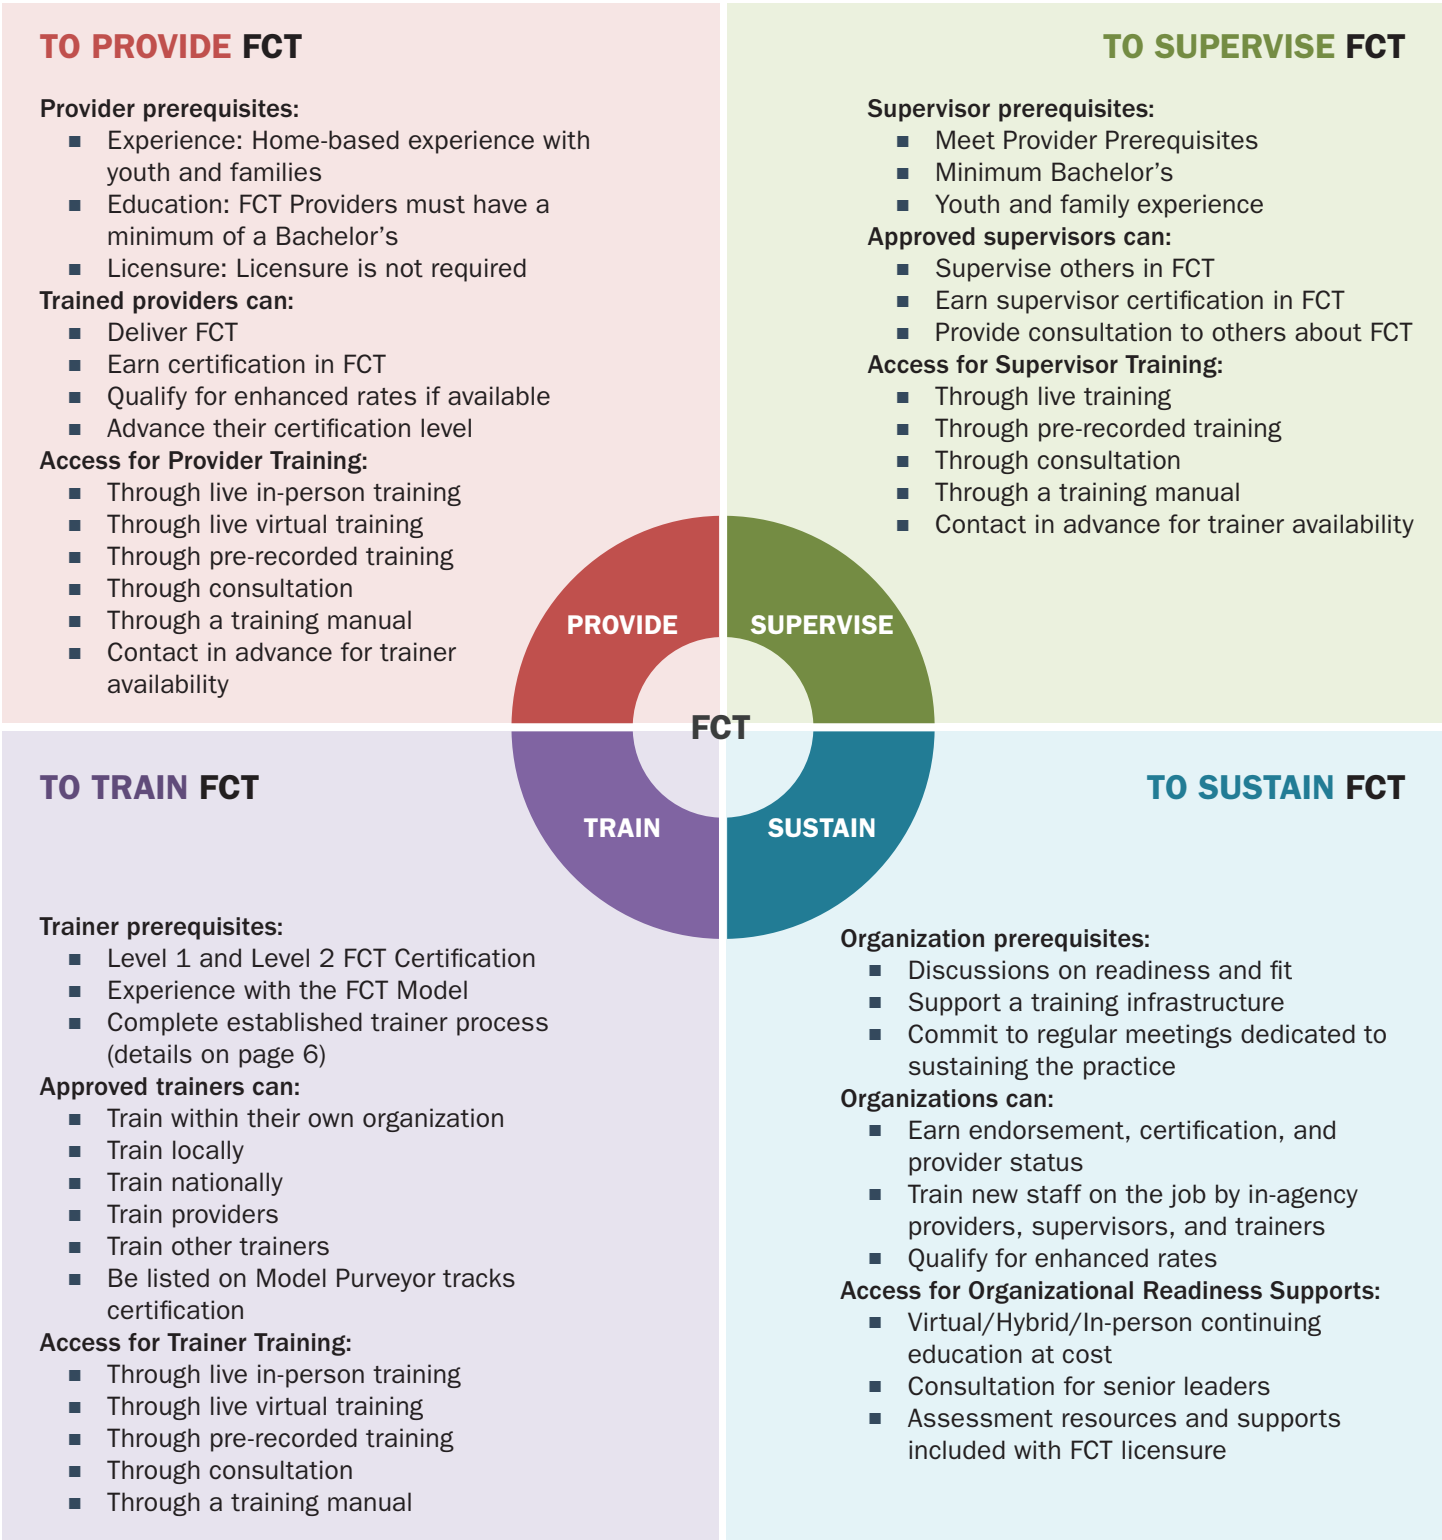 TO PROVIDE FCT
Provider prerequisites:
■ Experience: Home-based experience with
youth and families
■ Education: FCT Providers must have a
minimum of a Bachelor's
■ Licensure: Licensure is not required
Trained providers can:
■ Deliver FCT
■ Earn certification in FCT
■ Qualify for enhanced rates if available
■ Advance their certification level
Access for Provider Training:
■ Through live in-person training
■ Through live virtual training
■ Through pre-recorded training
■ Through consultation
■ Through a training manual
■ Contact in advance for trainer
availability
TO SUPERVISE FCT
Supervisor prerequisites:
■ Meet Provider Prerequisites
■ Minimum Bachelor's
■ Youth and family experience
Approved supervisors can:
■ Supervise others in FCT
■ Earn supervisor certification in FCT
■ Provide consultation to others about FCT
Access for Supervisor Training:
■ Through live training
■ Through pre-recorded training
■ Through consultation
■ Through a training manual
■ Contact in advance for trainer availability
PROVIDE
SUPERVISE
FCT
TRAIN
SUSTAIN
TO TRAIN FCT
Trainer prerequisites:
■ Level 1 and Level 2 FCT Certification
■ Experience with the FCT Model
■ Complete established trainer process
(details on page 6)
Approved trainers can:
■ Train within their own organization
■ Train locally
■ Train nationally
■ Train providers
■ Train other trainers
■ Be listed on Model Purveyor tracks
certification
Access for Trainer Training:
■ Through live in-person training
■ Through live virtual training
■ Through pre-recorded training
■ Through consultation
■ Through a training manual
TO SUSTAIN FCT
Organization prerequisites:
■ Discussions on readiness and fit
■ Support a training infrastructure
■ Commit to regular meetings dedicated to
sustaining the practice
Organizations can:
■ Earn endorsement, certification, and
provider status
■ Train new staff on the job by in-agency
providers, supervisors, and trainers
■ Qualify for enhanced rates
Access for Organizational Readiness Supports:
■ Virtual/Hybrid/In-person continuing
education at cost
■ Consultation for senior leaders
■ Assessment resources and supports
included with FCT licensure